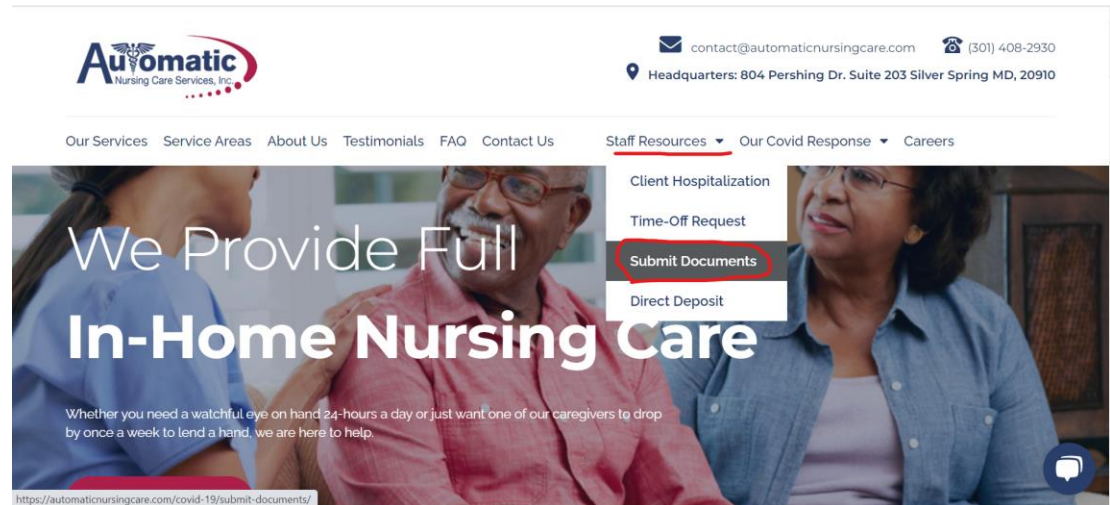 Automatic
Nursing Care Services, Inc.
contact@automaticnursingcare.com (301) 408-2930
Headquarters: 804 Pershing Dr. Suite 203 Silver Spring MD, 20910
Our Services Service Areas About Us Testimonials FAQ Contact Us Staff Resources Our Covid Response Careers
Client Hospitalization
Time-Off Request
Submit Documents
Direct Deposit
We Provide Full
In-Home Nursing Care
Whether you need a watchful eye on hand 24-hours a day or just want one of our caregivers to drop
by once a week to lend a hand, we are here to help.
https://automaticnursingcare.com/covid-19/submit-documents/